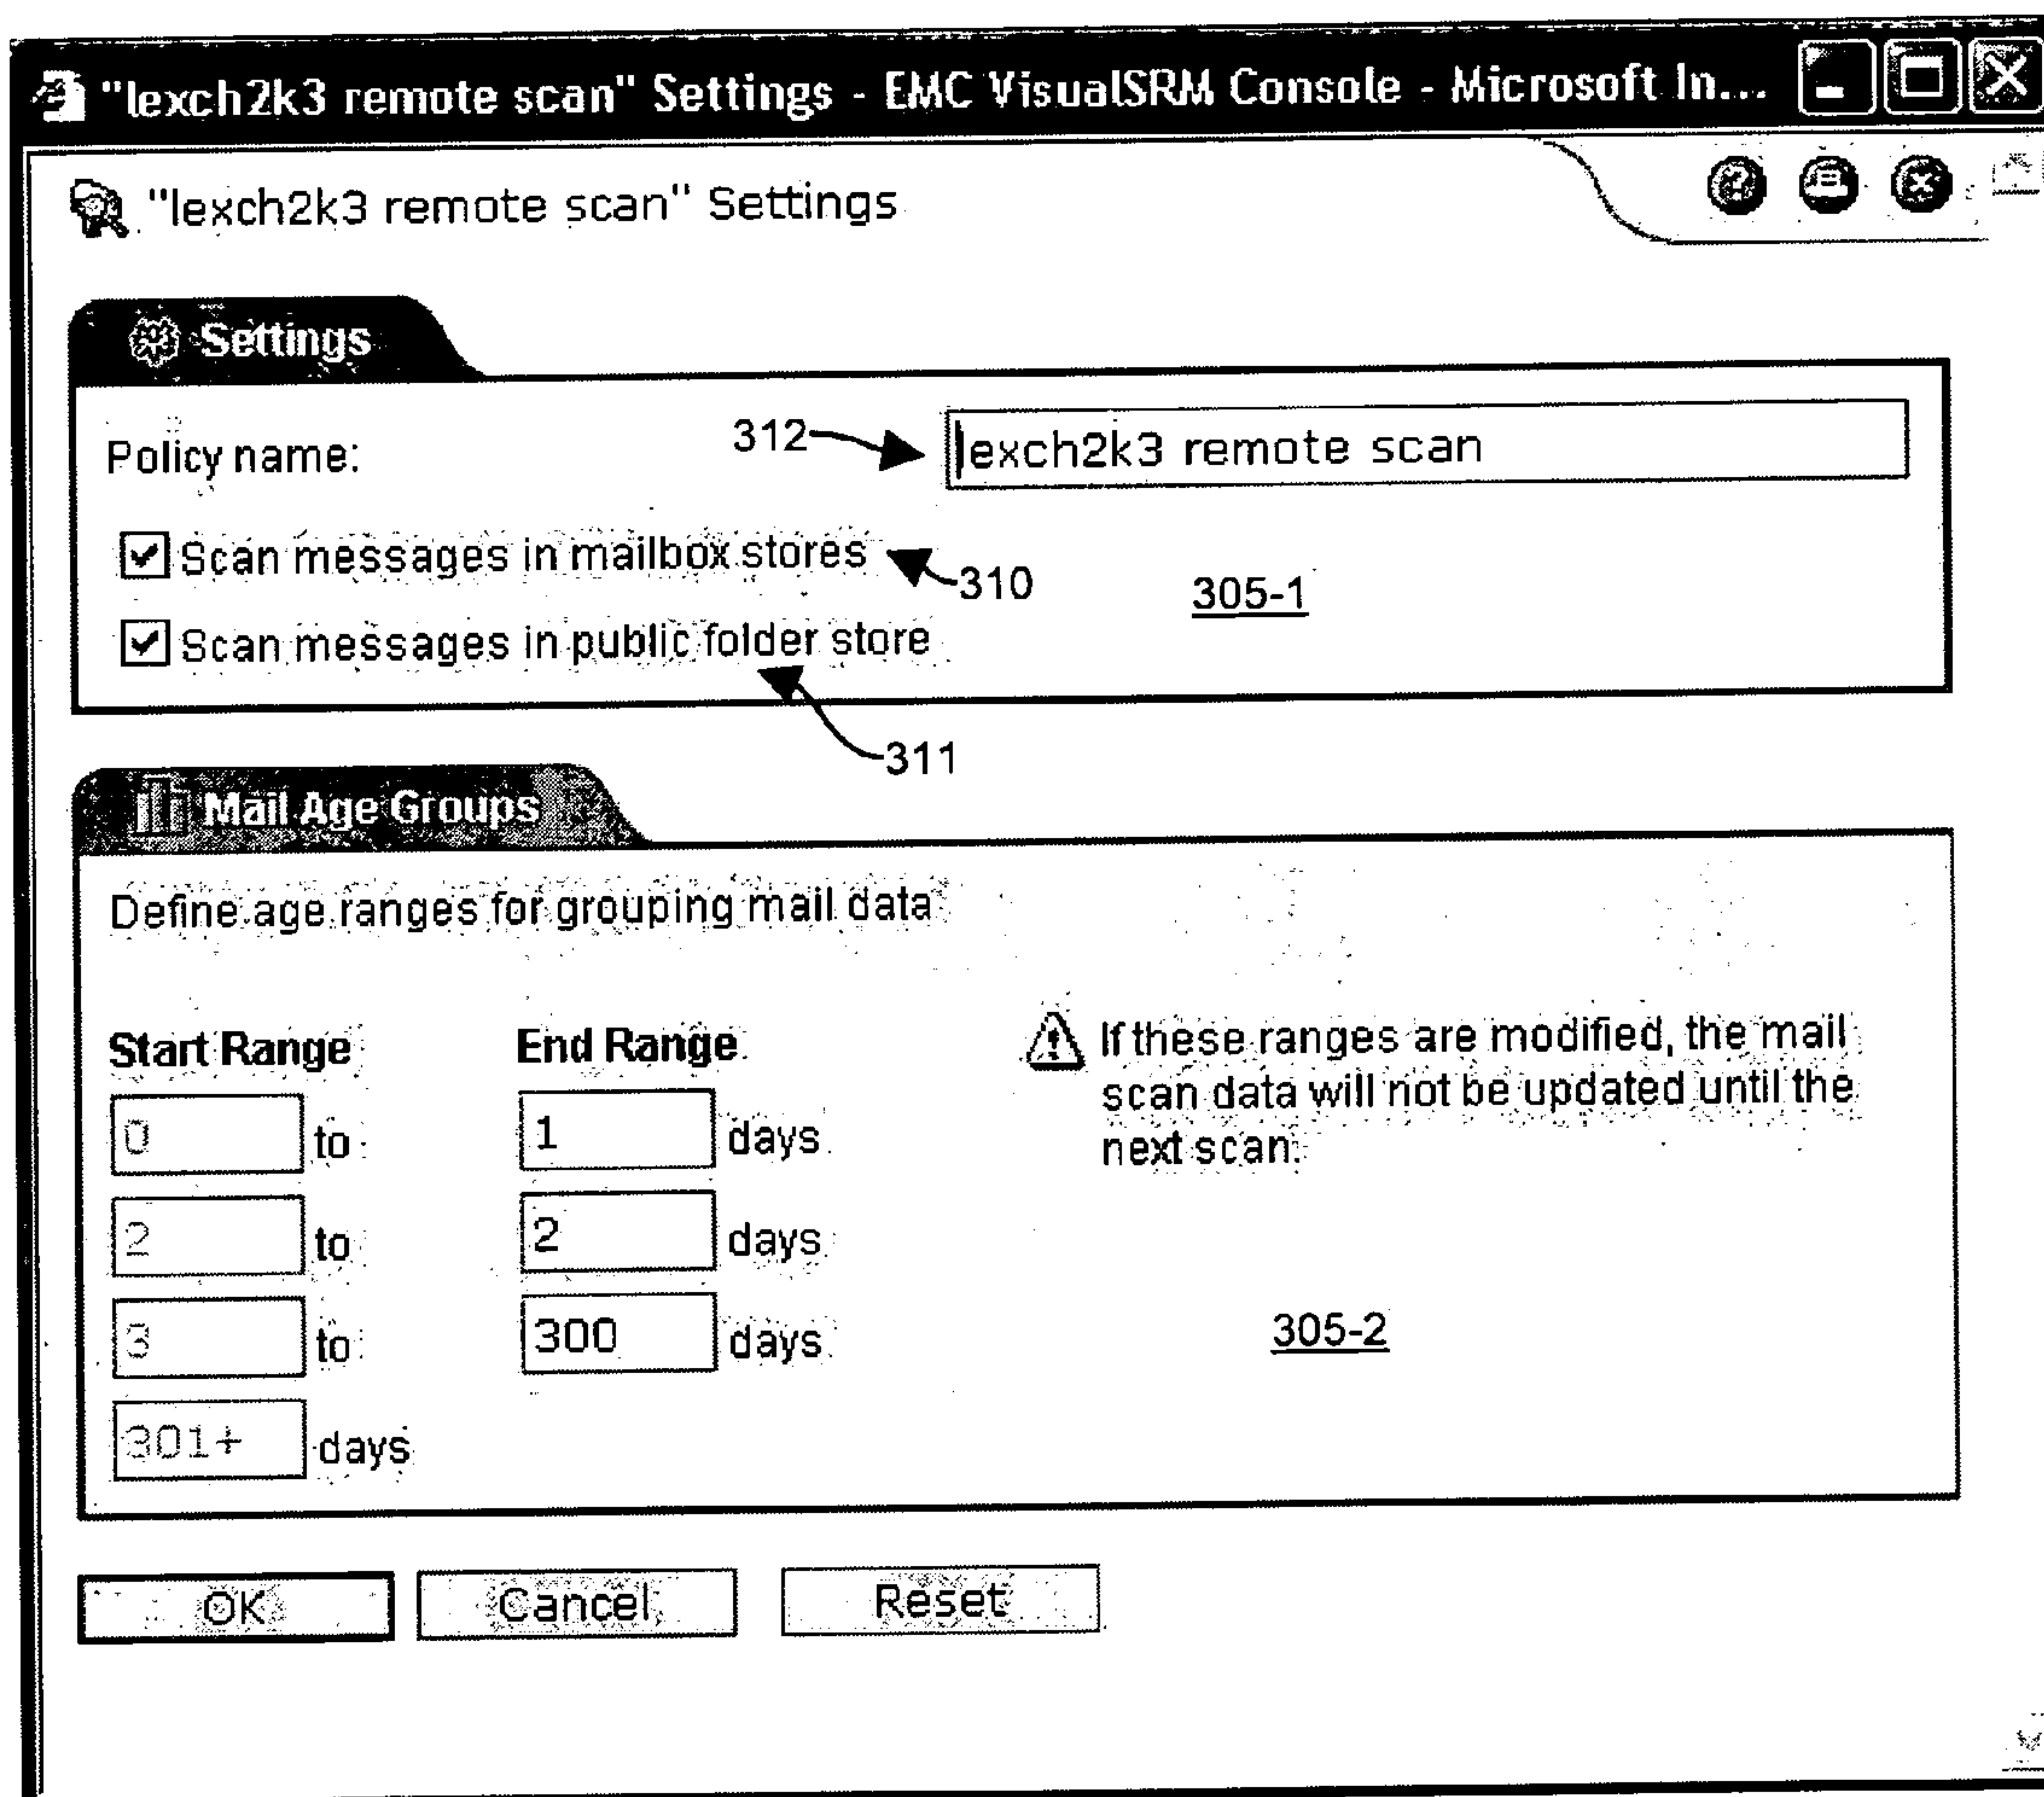 "lexch2k3 remote scan" Settings - EMC VisualSRM Console - Microsoft In...
"lexch2k3 remote scan" Settings
Settings
Policy name:
312
lexch2k3 remote scan
Scan messages in mailbox stores
310
305-1
Scan messages in public folder store
311
Mail Age Groups
Define age ranges for grouping mail data
Start Range End Range
If these ranges are modified, the mail
scan data will not be updated until the
next scan.
0 to 1 days
2 to 2 days
3 to 300 days
305-2
301+ days
OK Cancel Reset